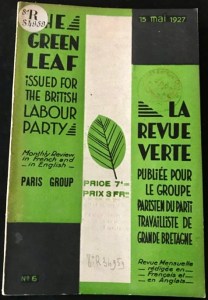 15 mai 1927
THE
GREEN
LEAF
ISSUED FOR
THE BRITISH
LABOUR
PARTY
Monthly Review
in French and
in English
PARIS GROUP
PRICE 7d
PRIX 3 FR
LA
REVUE
VERTE
PUBLIÉE POUR
LE GROUPE
PARISIEN DU PARTI
TRAVAILLISTE DE
GRANDE BRETAGNE
Revue Mensuelle
rédigée en
Français et
en Anglais
No 6